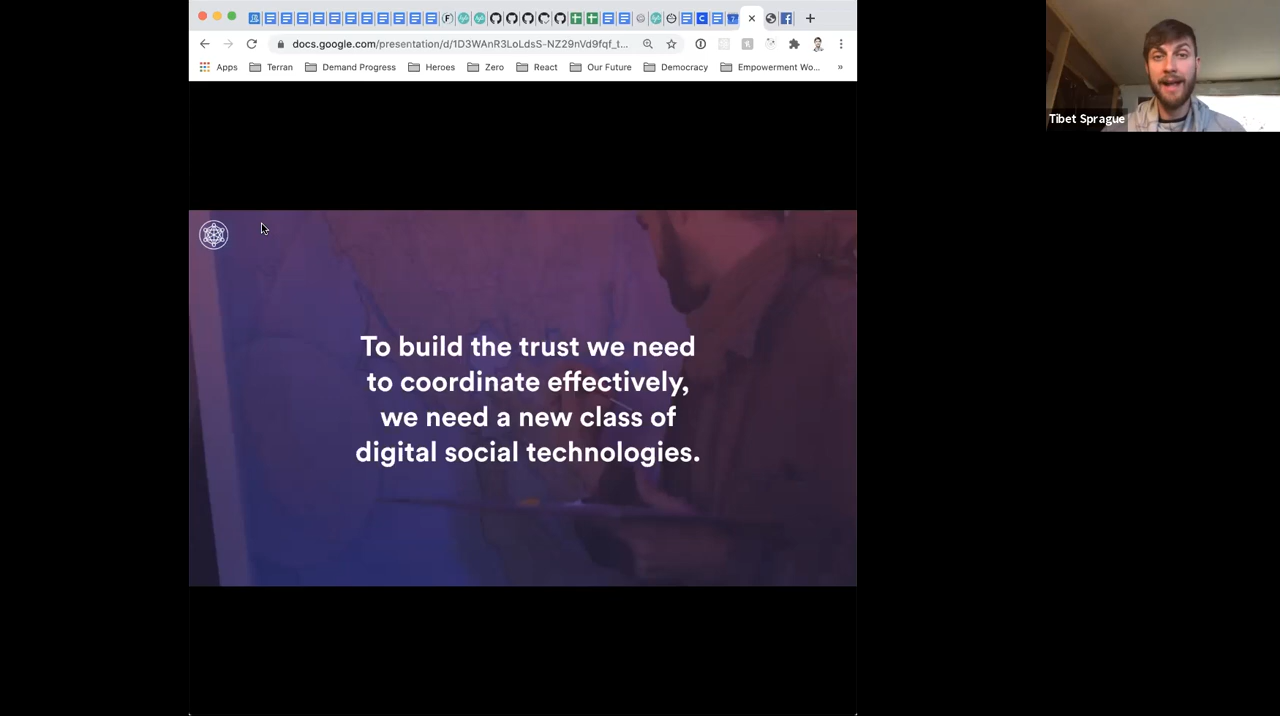 docs.google.com/presentation/d/1D3WAnR3LoLdsS-NZ29nVd9fqf_t...
Apps Terran Demand Progress Heroes Zero React Our Future Democracy Empowerment Wo... »
Tibet Sprague
To build the trust we need
to coordinate effectively,
we need a new class of
digital social technologies.